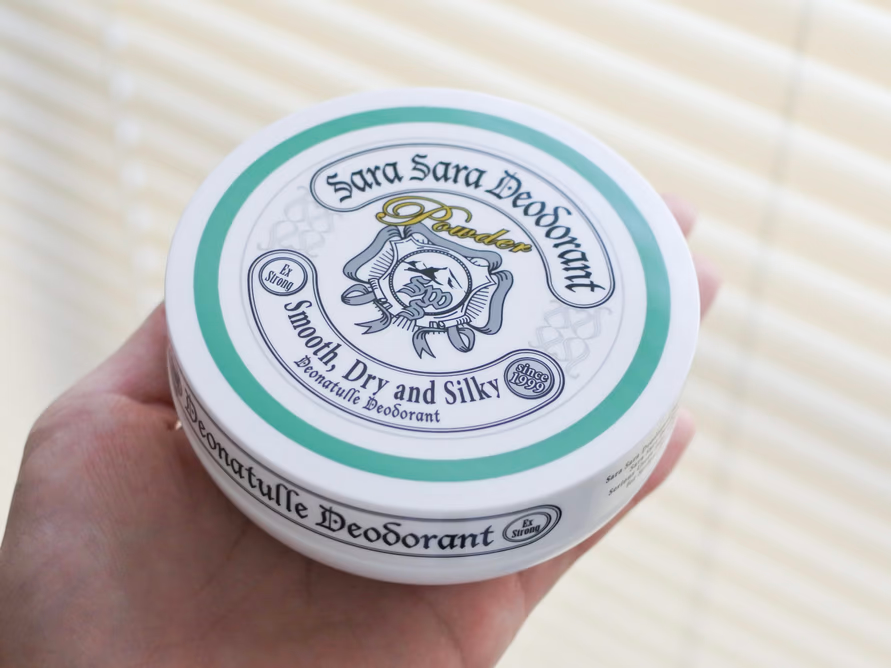 Sara Sara Deodorant
Powder
Ex
Strong
Smooth, Dry and Silky
Deonatulle Deodorant
since
1999
Deonatulle Deodorant
Ex
Strong